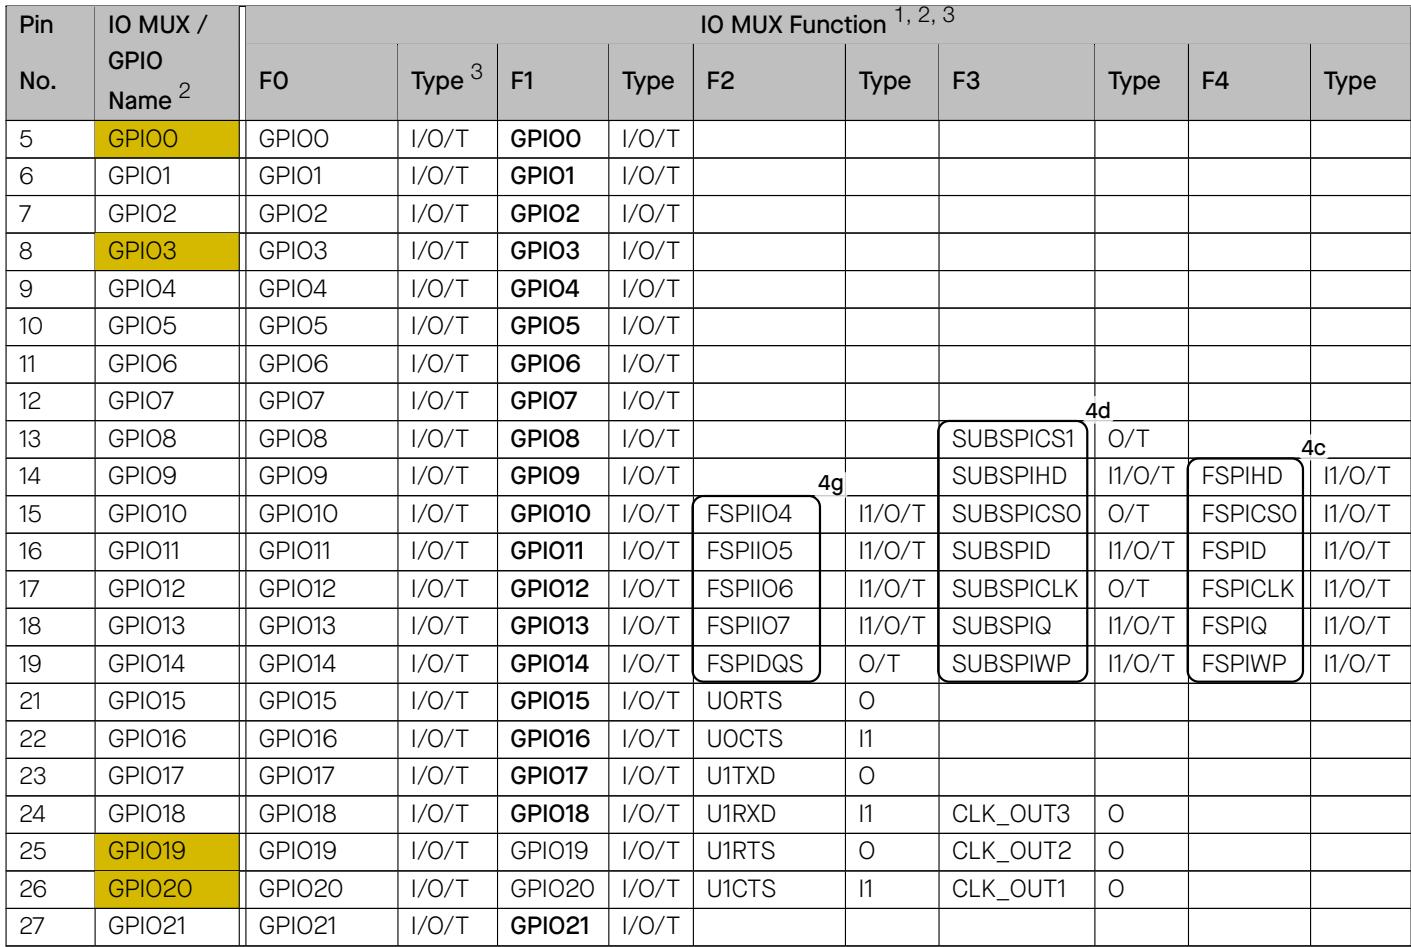 Pin No. IO MUX / GPIO Name 2 IO MUX Function 1, 2, 3
F0 Type 3 F1 Type F2 Type F3 Type F4 Type
5 GPIO0 GPIO0 I/O/T GPIO0 I/O/T
6 GPIO1 GPIO1 I/O/T GPIO1 I/O/T
7 GPIO2 GPIO2 I/O/T GPIO2 I/O/T
8 GPIO3 GPIO3 I/O/T GPIO3 I/O/T
9 GPIO4 GPIO4 I/O/T GPIO4 I/O/T
10 GPIO5 GPIO5 I/O/T GPIO5 I/O/T
11 GPIO6 GPIO6 I/O/T GPIO6 I/O/T
12 GPIO7 GPIO7 I/O/T GPIO7 I/O/T
4d
13 GPIO8 GPIO8 I/O/T GPIO8 I/O/T SUBSPICS1 O/T
4c
14 GPIO9 GPIO9 I/O/T GPIO9 I/O/T SUBSPIHD I1/O/T FSPIHD I1/O/T
4g
15 GPIO10 GPIO10 I/O/T GPIO10 I/O/T FSPIIO4 I1/O/T SUBSPICS0 O/T FSPICS0 I1/O/T
16 GPIO11 GPIO11 I/O/T GPIO11 I/O/T FSPIIO5 I1/O/T SUBSPID I1/O/T FSPID I1/O/T
17 GPIO12 GPIO12 I/O/T GPIO12 I/O/T FSPIIO6 I1/O/T SUBSPICLK O/T FSPICLK I1/O/T
18 GPIO13 GPIO13 I/O/T GPIO13 I/O/T FSPIIO7 I1/O/T SUBSPIQ I1/O/T FSPIQ I1/O/T
19 GPIO14 GPIO14 I/O/T GPIO14 I/O/T FSPIDQS O/T SUBSPIWP I1/O/T FSPIWP I1/O/T
21 GPIO15 GPIO15 I/O/T GPIO15 I/O/T U0RTS O
22 GPIO16 GPIO16 I/O/T GPIO16 I/O/T U0CTS I1
23 GPIO17 GPIO17 I/O/T GPIO17 I/O/T U1TXD O
24 GPIO18 GPIO18 I/O/T GPIO18 I/O/T U1RXD I1 CLK_OUT3 O
25 GPIO19 GPIO19 I/O/T GPIO19 I/O/T U1RTS O CLK_OUT2 O
26 GPIO20 GPIO20 I/O/T GPIO20 I/O/T U1CTS I1 CLK_OUT1 O
27 GPIO21 GPIO21 I/O/T GPIO21 I/O/T